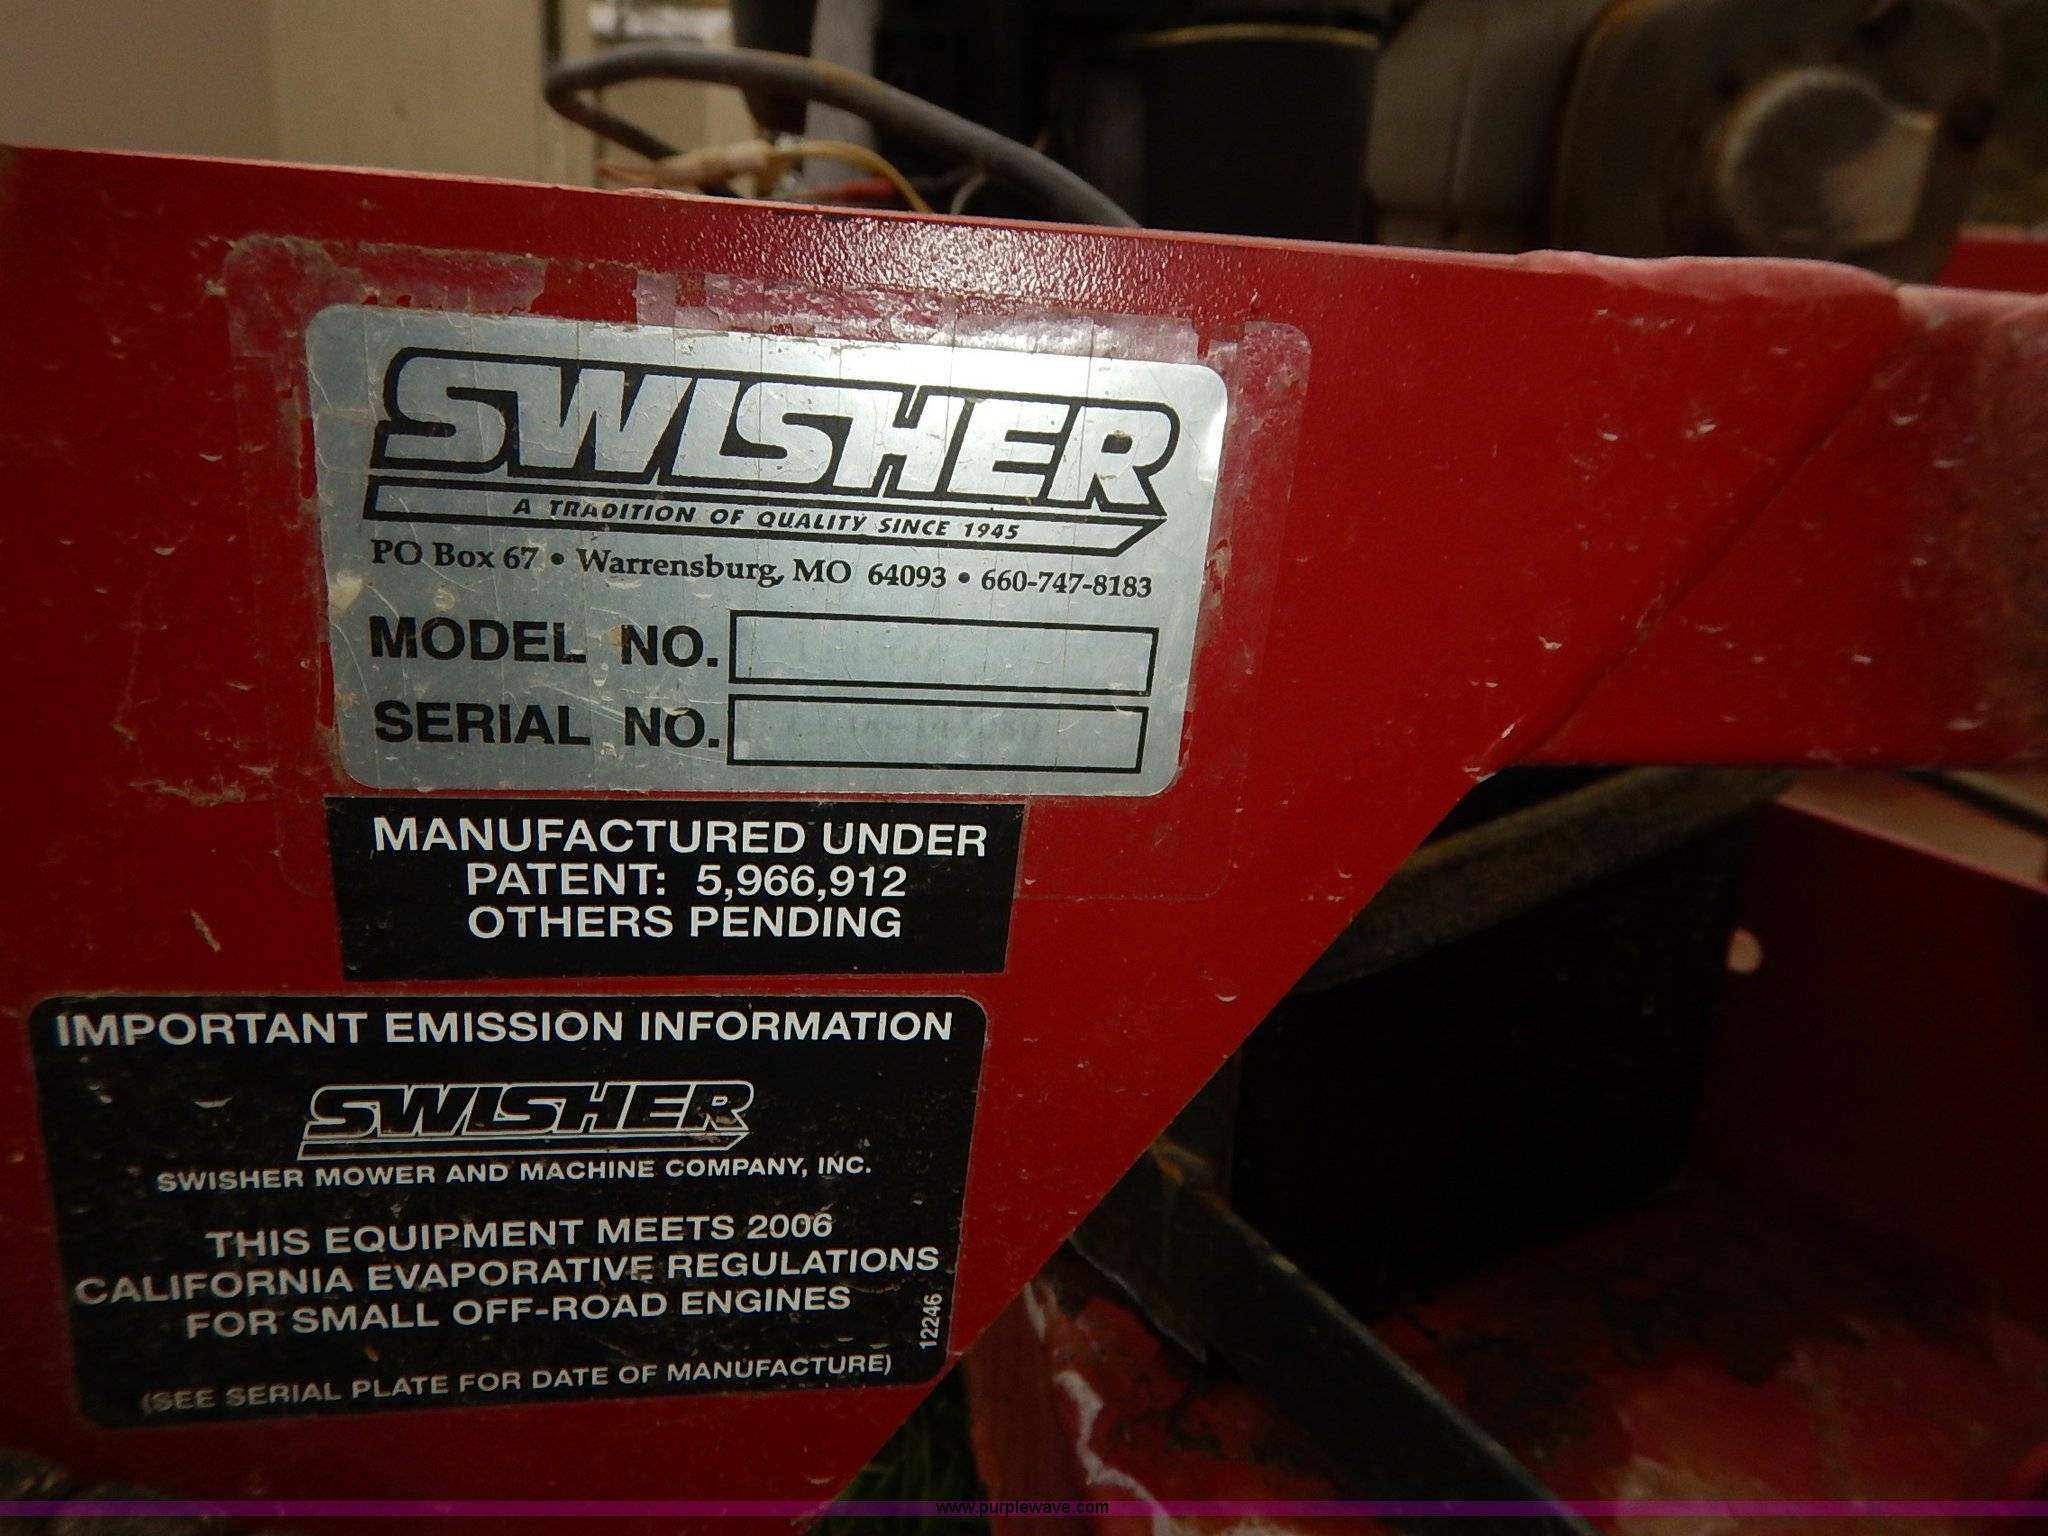 SWISHER
A TRADITION OF QUALITY SINCE 1945
PO Box 67 • Warrensburg, MO 64093 • 660-747-8183
MODEL NO.
SERIAL NO.
MANUFACTURED UNDER
PATENT: 5,966,912
OTHERS PENDING
IMPORTANT EMISSION INFORMATION
SWISHER
SWISHER MOWER AND MACHINE COMPANY, INC.
THIS EQUIPMENT MEETS 2006
CALIFORNIA EVAPORATIVE REGULATIONS
FOR SMALL OFF-ROAD ENGINES
12246
(SEE SERIAL PLATE FOR DATE OF MANUFACTURE)
www.purplewave.com